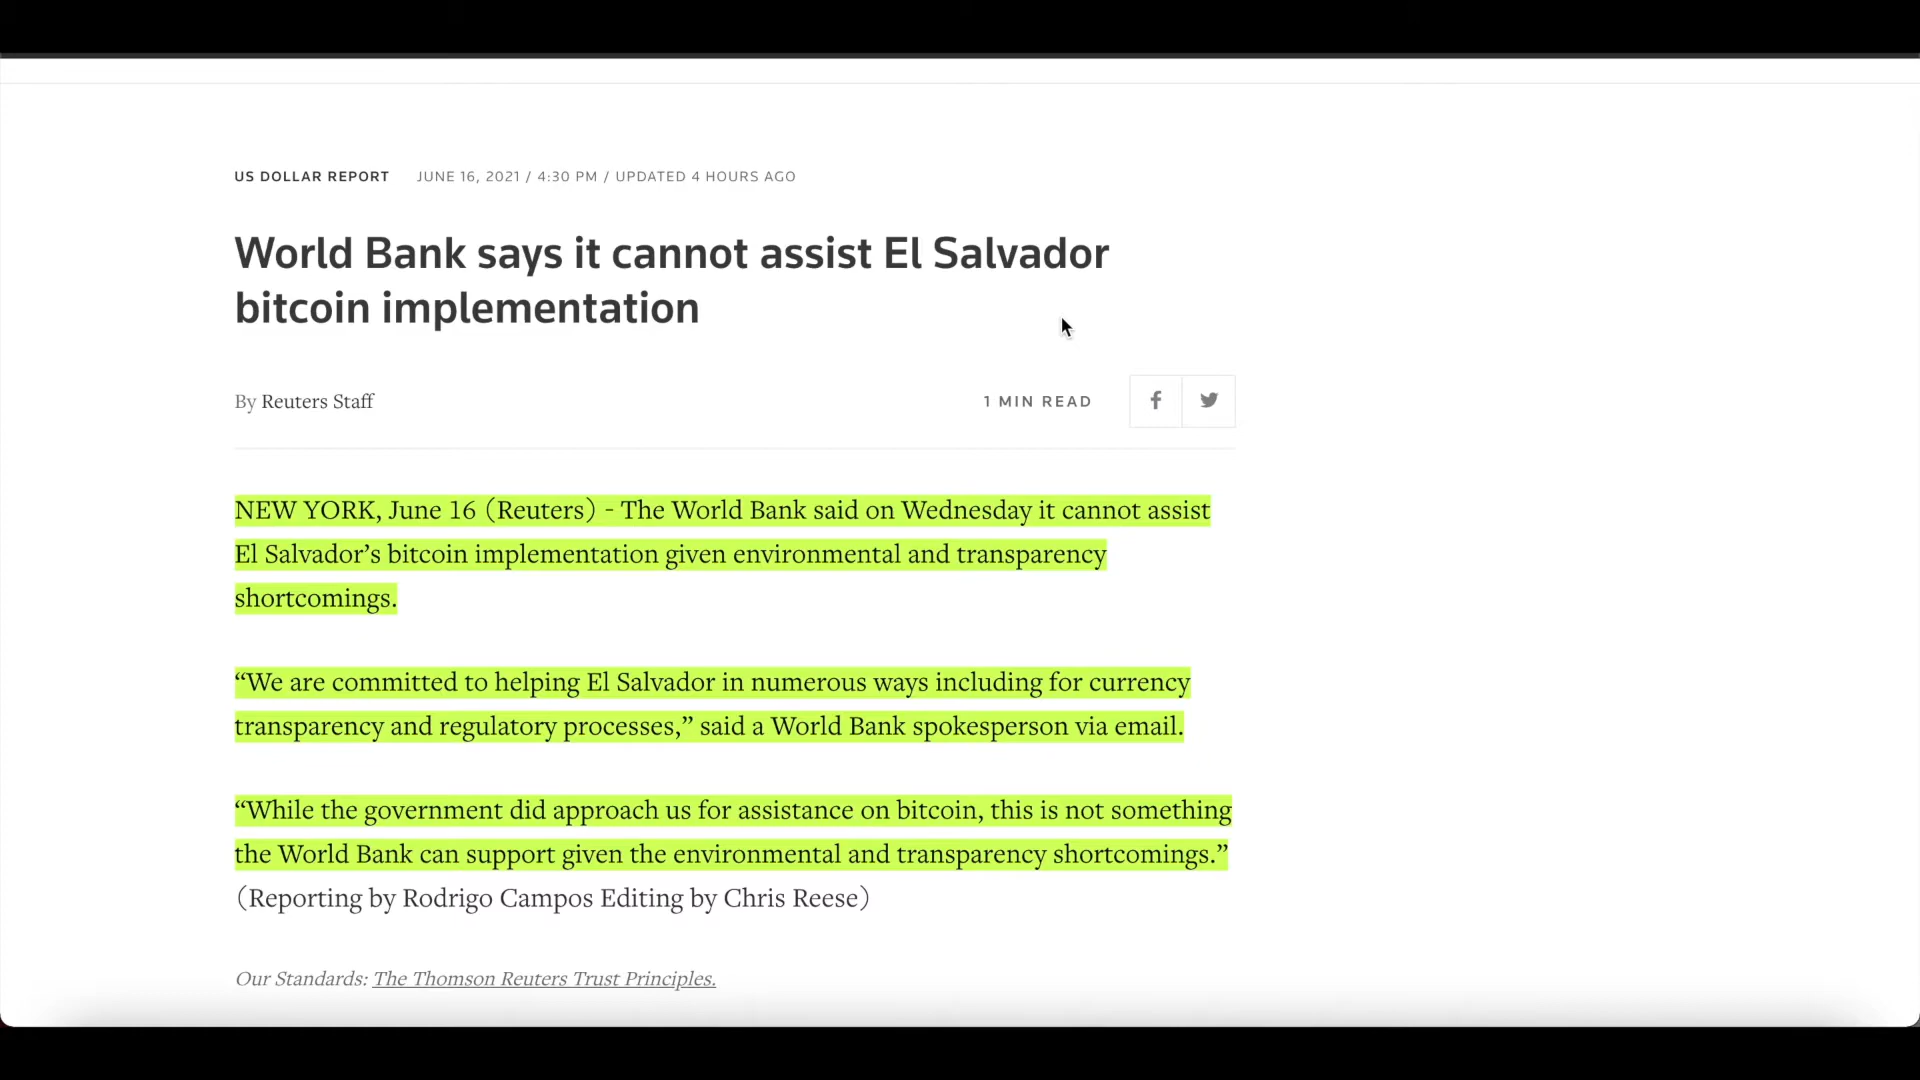 US DOLLAR REPORT JUNE 16, 2021 / 4:30 PM / UPDATED 4 HOURS AGO
World Bank says it cannot assist El Salvador
bitcoin implementation
By Reuters Staff
1 MIN READ
NEW YORK, June 16 (Reuters) - The World Bank said on Wednesday it cannot assist
El Salvador’s bitcoin implementation given environmental and transparency
shortcomings.
“We are committed to helping El Salvador in numerous ways including for currency
transparency and regulatory processes,” said a World Bank spokesperson via email.
“While the government did approach us for assistance on bitcoin, this is not something
the World Bank can support given the environmental and transparency shortcomings.”
(Reporting by Rodrigo Campos Editing by Chris Reese)
Our Standards: The Thomson Reuters Trust Principles.